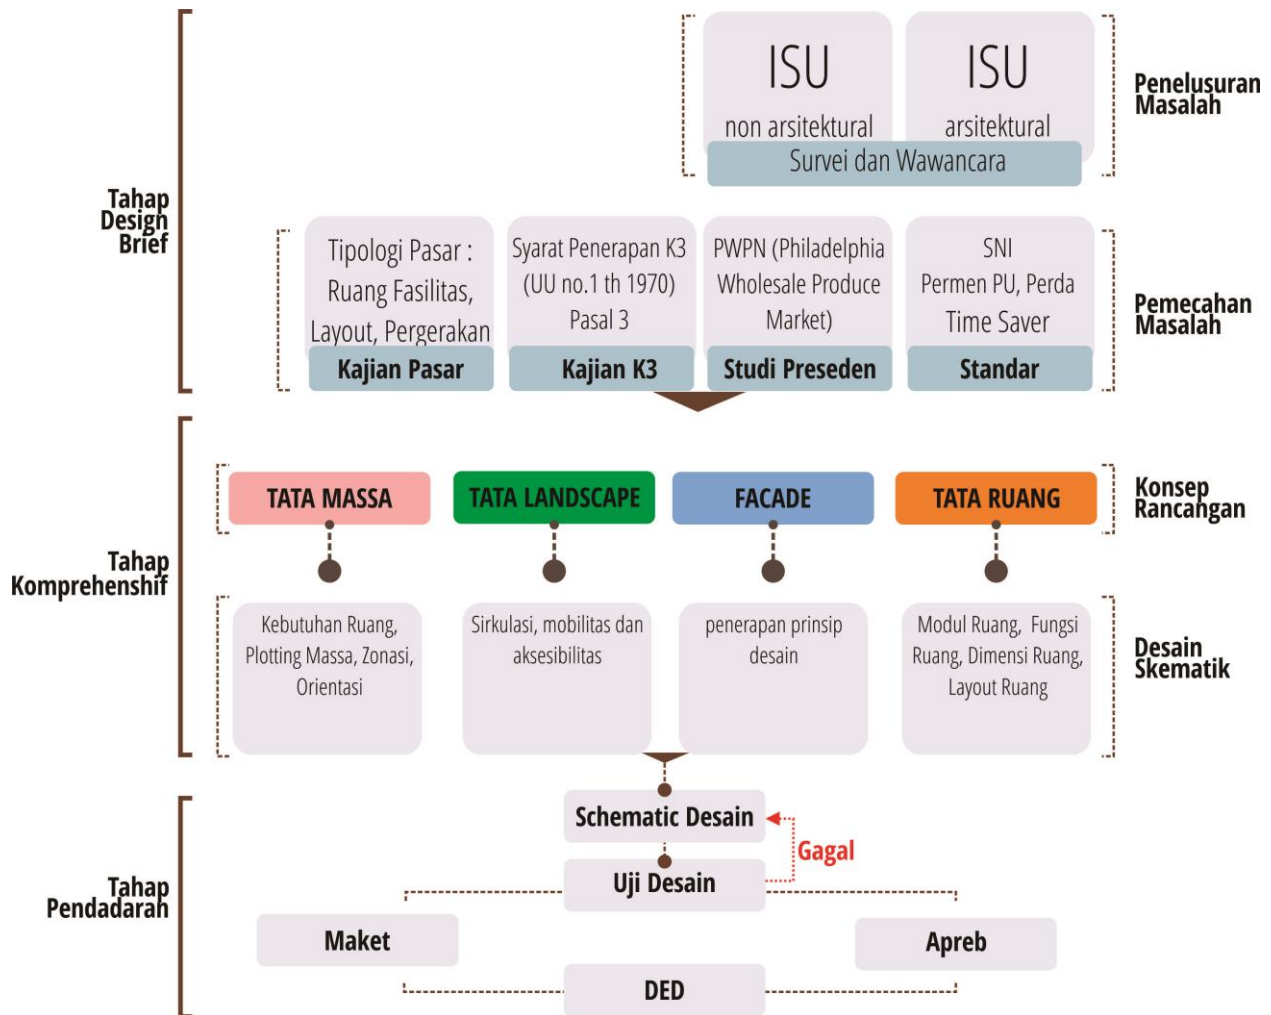 ISU
non arsitektural
ISU
arsitektural
Survei dan Wawancara
Penelusuran
Masalah
Tahap
Design
Brief
Tipologi Pasar :
Ruang Fasilitas,
Layout, Pergerakan
Kajian Pasar
Syarat Penerapan K3
(UU no.1 th 1970)
Pasal 3
Kajian K3
PWPN (Philadelphia
Wholesale Produce
Market)
Studi Preseden
SNI
Permen PU, Perda
Time Saver
Standar
Pemecahan
Masalah
TATA MASSA
TATA LANDSCAPE
FACADE
TATA RUANG
Konsep
Rancangan
Tahap
Komprehenshif
Kebutuhan Ruang,
Plotting Massa, Zonasi,
Orientasi
Sirkulasi, mobilitas dan
aksesibilitas
penerapan prinsip
desain
Modul Ruang, Fungsi
Ruang, Dimensi Ruang,
Layout Ruang
Desain
Skematik
Schematic Desain
Gagal
Uji Desain
Tahap
Pendadarah
Maket
Apreb
DED